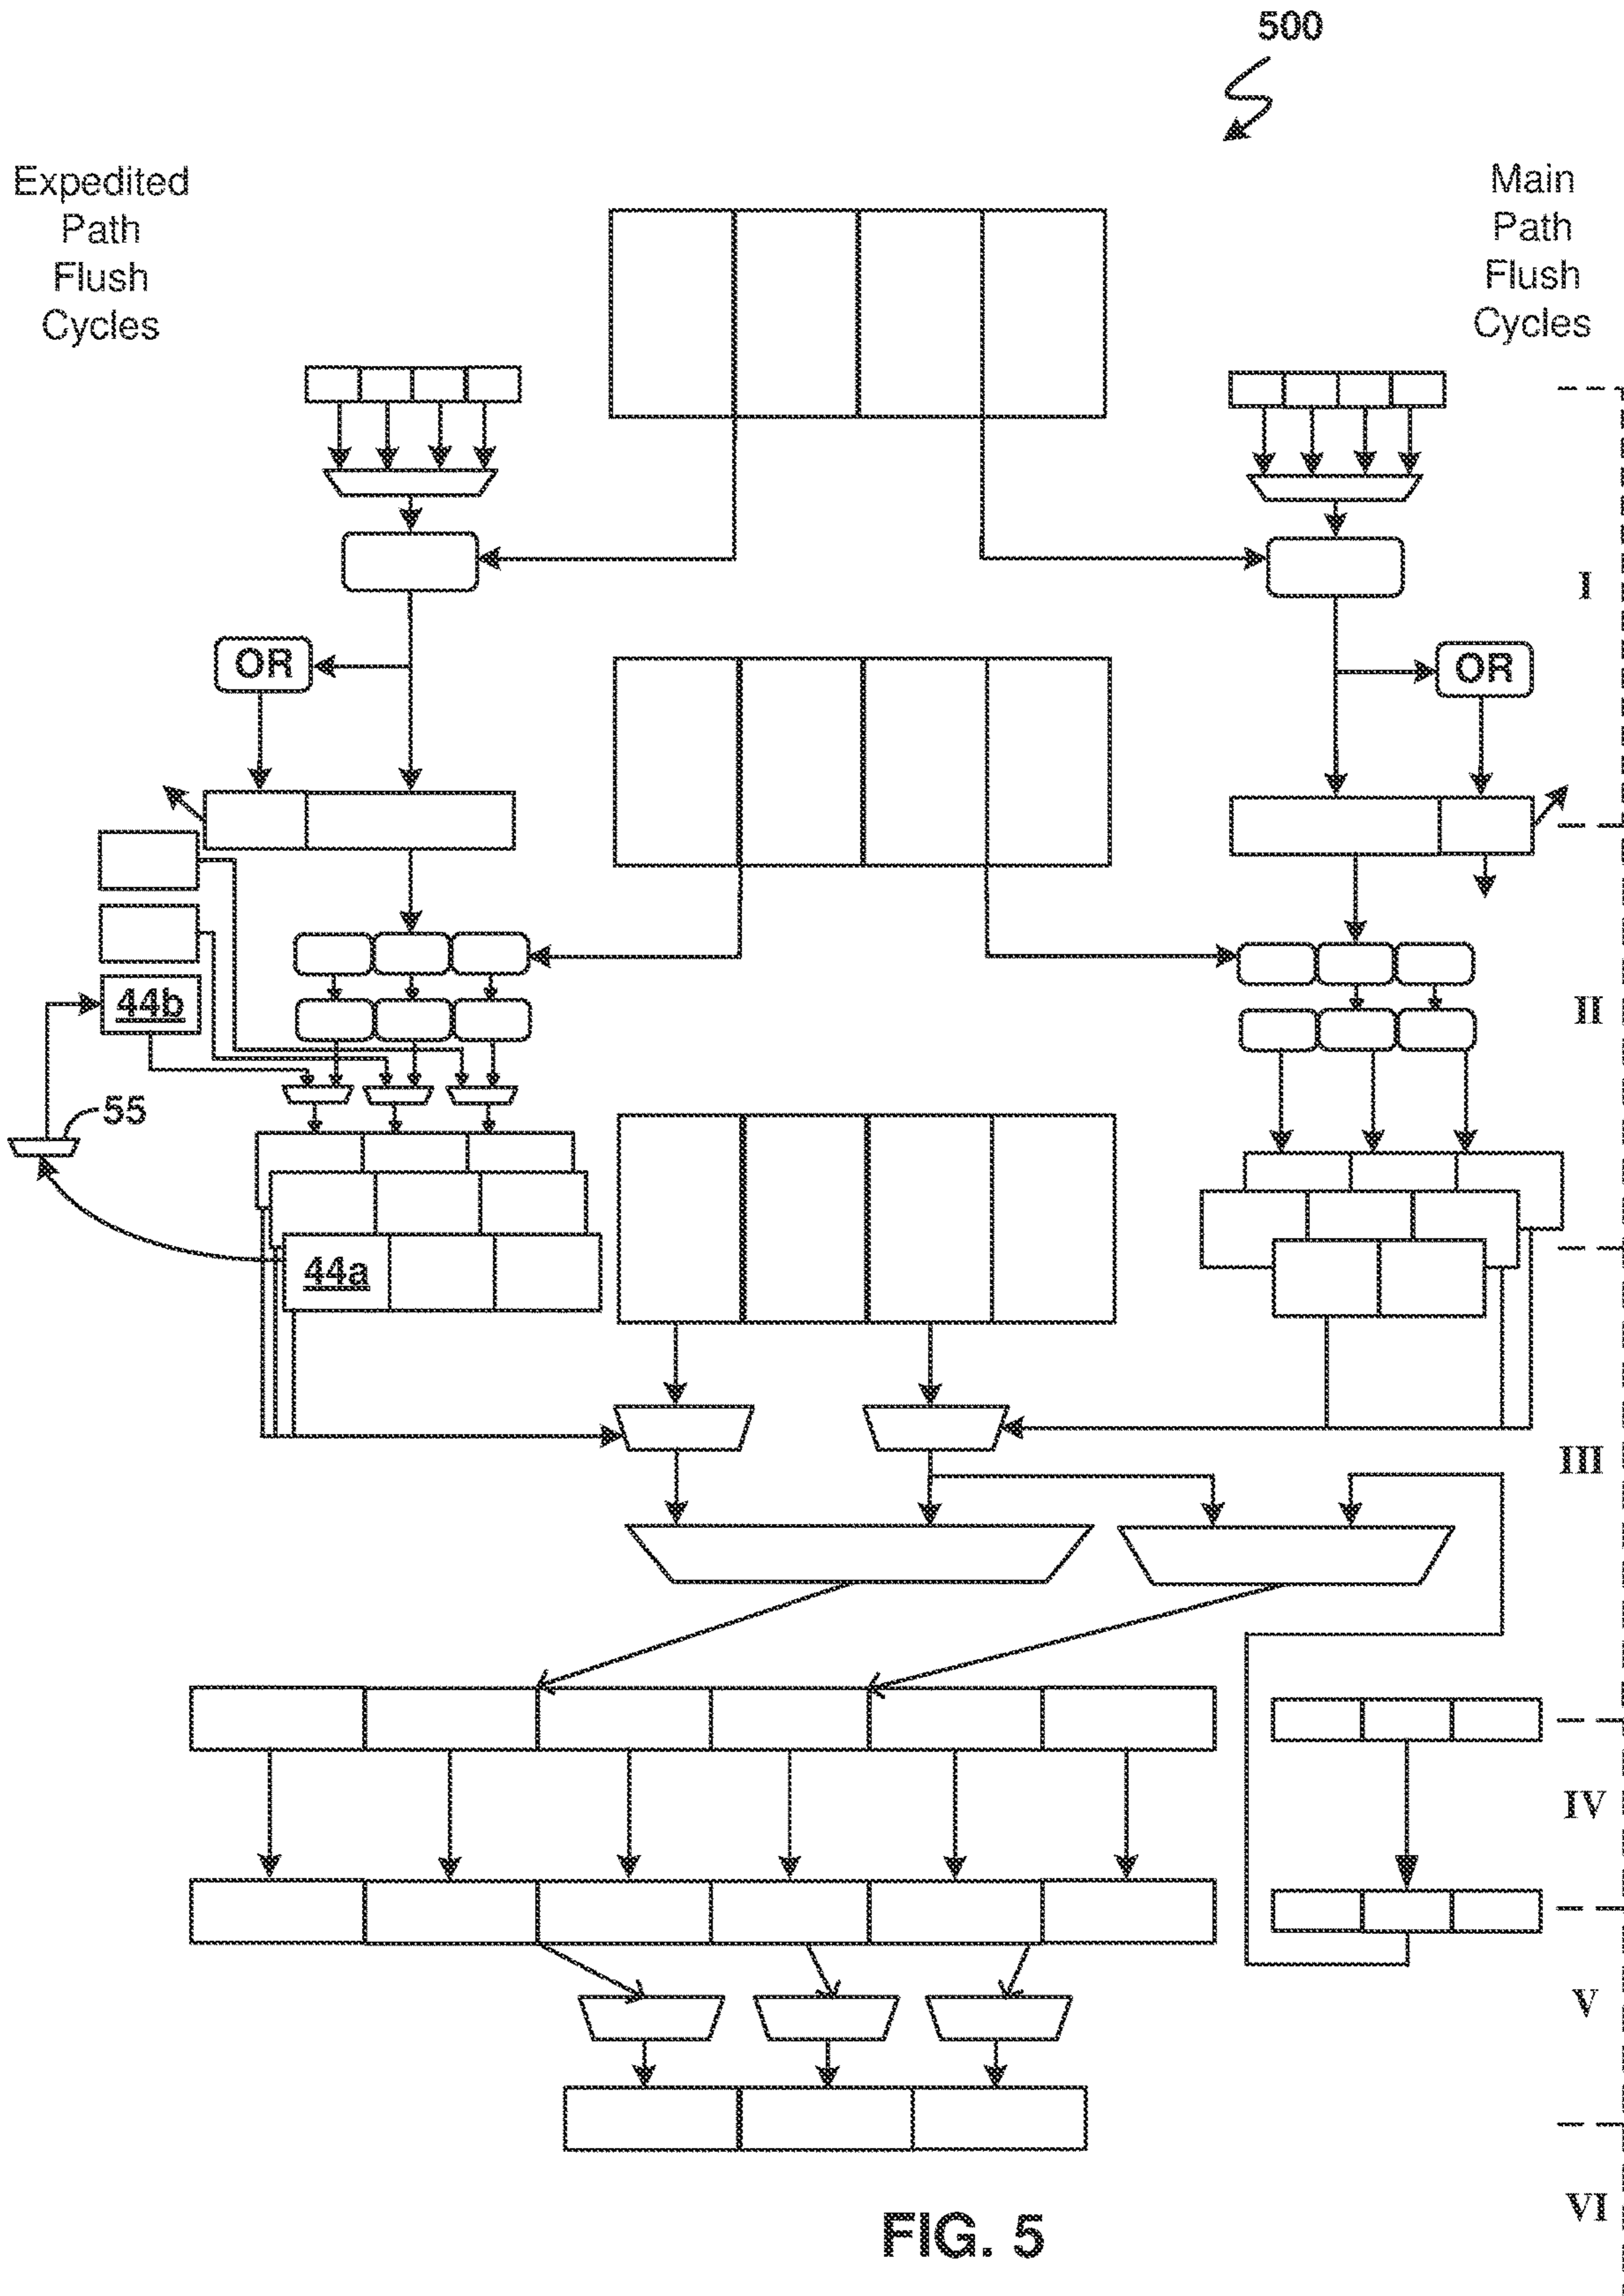 500
Expedited
Path
Flush
Cycles
Main
Path
Flush
Cycles
I
OR
OR
II
44b
55
44a
III
IV
V
VI
FIG. 5